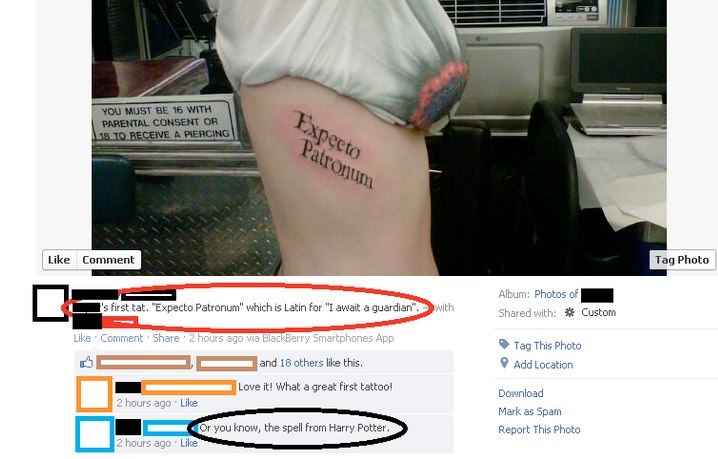 LG
YOU MUST BE 16 WITH
PARENTAL CONSENT OR
18 TO RECEIVE A PIERCING
Expecto
Patronum
Like Comment
Tag Photo
's first tat. "Expecto Patronum" which is Latin for "I await a guardian". — with
Like · Comment · Share · 2 hours ago via BlackBerry Smartphones App
, and 18 others like this.
Love it! What a great first tattoo!
2 hours ago · Like
Or you know, the spell from Harry Potter.
2 hours ago · Like
Album: Photos of
Shared with: Custom
Tag This Photo
Add Location
Download
Mark as Spam
Report This Photo